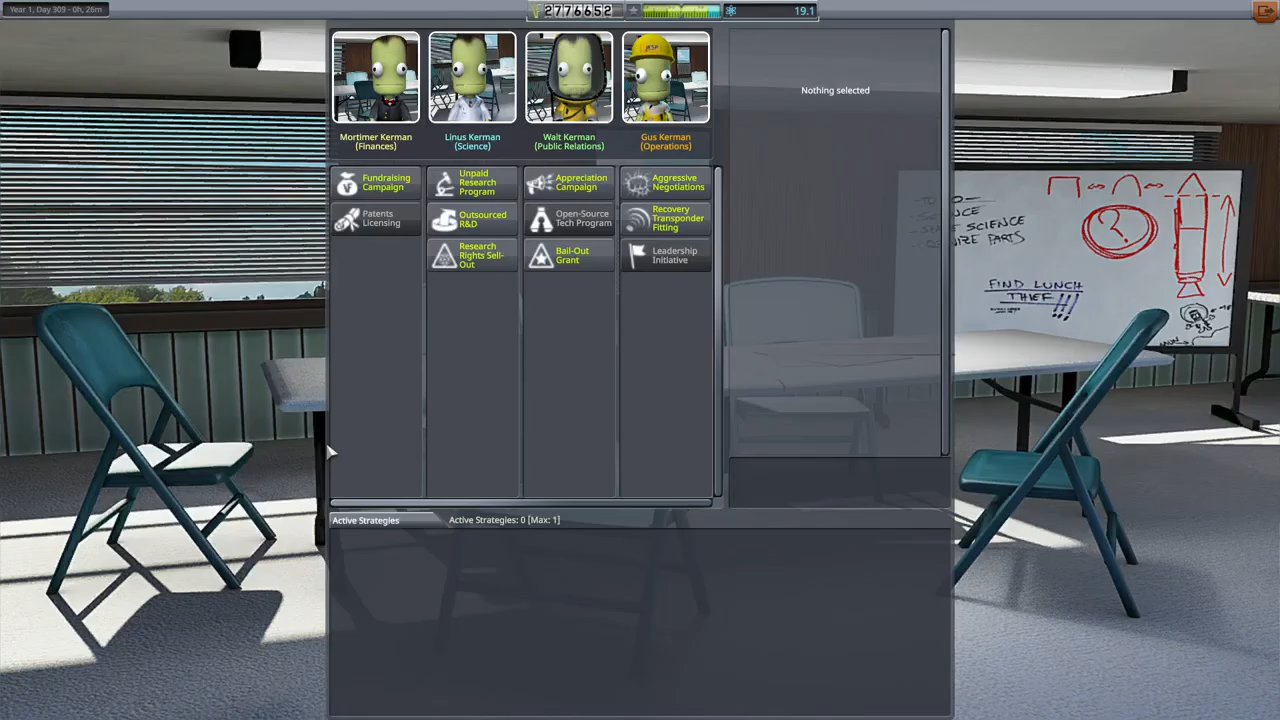 Year 1, Day 309 - 0h, 26m
2776652
19.1
Mortimer Kerman
(Finances)
Linus Kerman
(Science)
Walt Kerman
(Public Relations)
Gus Kerman
(Operations)
Nothing selected
Fundraising
Campaign
Unpaid
Research
Program
Appreciation
Campaign
Aggressive
Negotiations
Patents
Licensing
Outsourced
R&D
Open-Source
Tech Program
Recovery
Transponder
Fitting
Research
Rights Sell-
Out
Bail-Out
Grant
Leadership
Initiative
SCIENCE
FIND LUNCH
THIEF !!!
?
Active Strategies
Active Strategies: 0 [Max: 1]